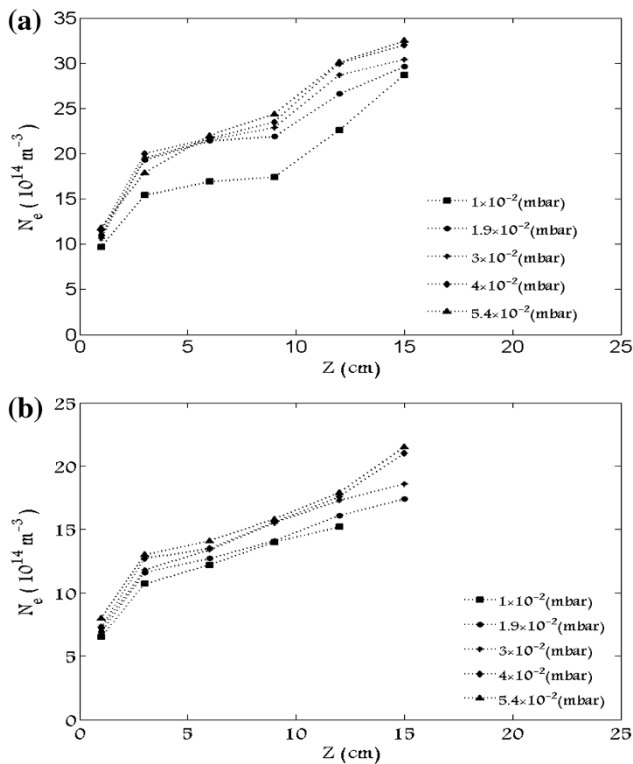 (a)
35
30
25
20
15
10
5
0
0 5 10 15 20 25
Nₑ ( 10¹⁴ m⁻³)
Z (cm)
1×10⁻² (mbar)
1.9×10⁻² (mbar)
3×10⁻² (mbar)
4×10⁻² (mbar)
5.4×10⁻² (mbar)
(b)
25
20
15
10
5
0
0 5 10 15 20 25
Nₑ ( 10¹⁴ m⁻³)
Z (cm)
1×10⁻² (mbar)
1.9×10⁻² (mbar)
3×10⁻² (mbar)
4×10⁻² (mbar)
5.4×10⁻² (mbar)